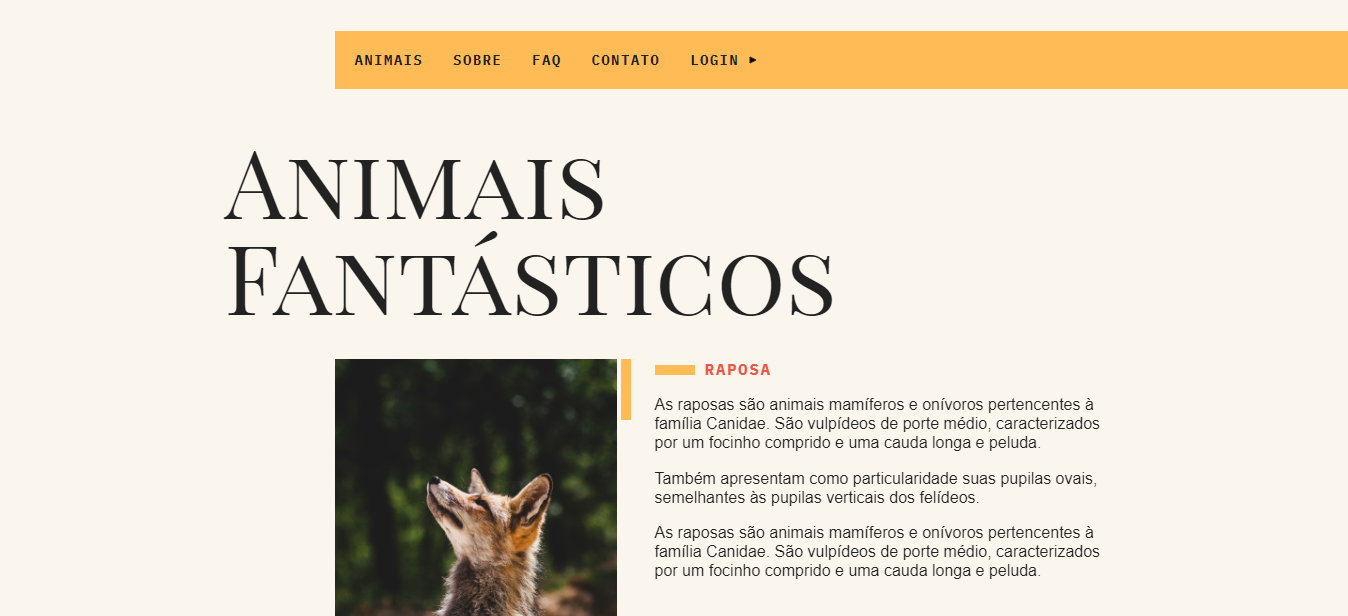 ANIMAIS SOBRE FAQ CONTATO LOGIN ▸
ANIMAIS
FANTÁSTICOS
RAPOSA
As raposas são animais mamíferos e onívoros pertencentes à
família Canidae. São vulpídeos de porte médio, caracterizados
por um focinho comprido e uma cauda longa e peluda.
Também apresentam como particularidade suas pupilas ovais,
semelhantes às pupilas verticais dos felídeos.
As raposas são animais mamíferos e onívoros pertencentes à
família Canidae. São vulpídeos de porte médio, caracterizados
por um focinho comprido e uma cauda longa e peluda.